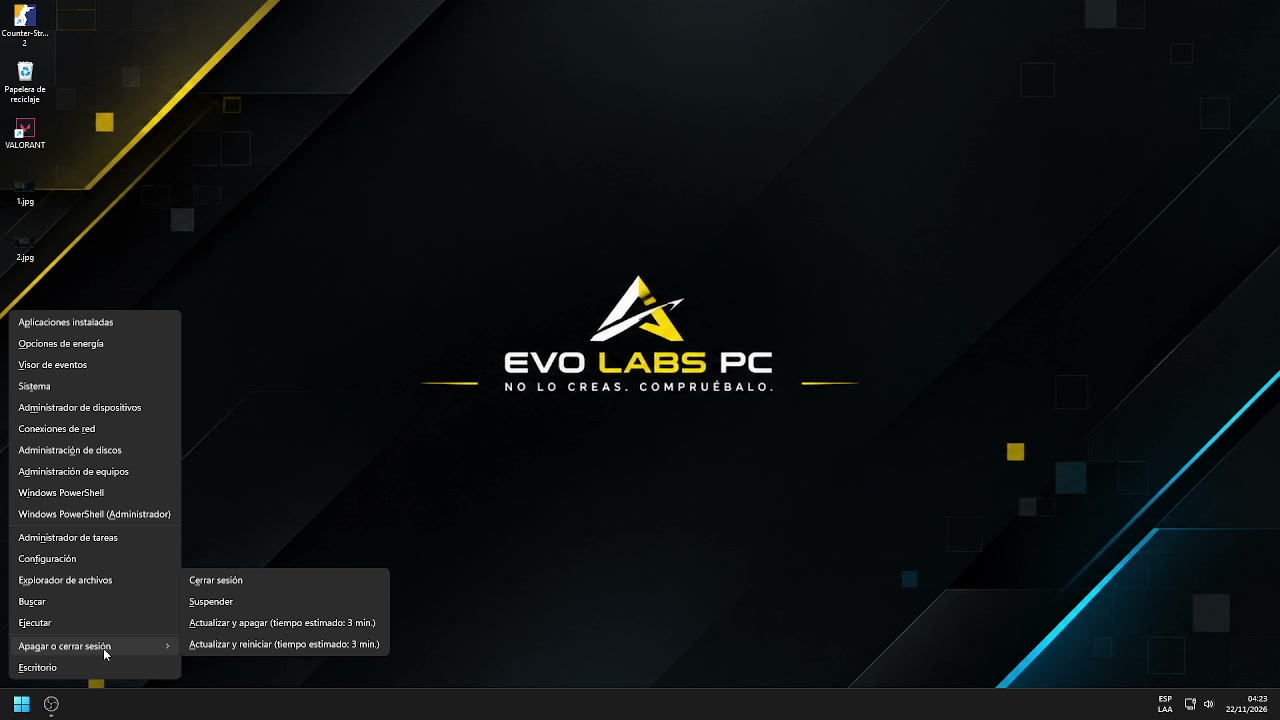 Counter-Str...
2
Papelera de
reciclaje
VALORANT
1.jpg
2.jpg
EVO LABS PC
NO LO CREAS. COMPRUÉBALO.
Aplicaciones instaladas
Opciones de energía
Visor de eventos
Sistema
Administrador de dispositivos
Conexiones de red
Administración de discos
Administración de equipos
Windows PowerShell
Windows PowerShell (Administrador)
Administrador de tareas
Configuración
Explorador de archivos
Buscar
Ejecutar
Apagar o cerrar sesión
Escritorio
Cerrar sesión
Suspender
Actualizar y apagar (tiempo estimado: 3 min.)
Actualizar y reiniciar (tiempo estimado: 3 min.)
ESP
LAA
04:23
22/11/2026